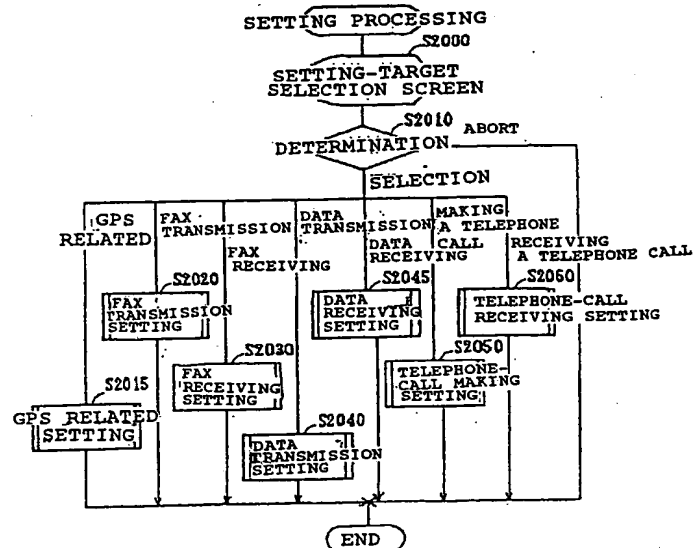 SETTING PROCESSING
S2000
SETTING-TARGET
SELECTION SCREEN
S2010
DETERMINATION
ABORT
SELECTION
GPS
RELATED
FAX
TRANSMISSION
FAX
RECEIVING
DATA
TRANSMISSION
DATA
RECEIVING
MAKING
A TELEPHONE
CALL
RECEIVING
A TELEPHONE CALL
S2020
FAX
TRANSMISSION
SETTING
S2045
DATA
RECEIVING
SETTING
S2060
TELEPHONE-CALL
RECEIVING SETTING
S2030
FAX
RECEIVING
SETTING
S2050
TELEPHONE-
CALL MAKING
SETTING
S2015
GPS RELATED
SETTING
S2040
DATA
TRANSMISSION
SETTING
END